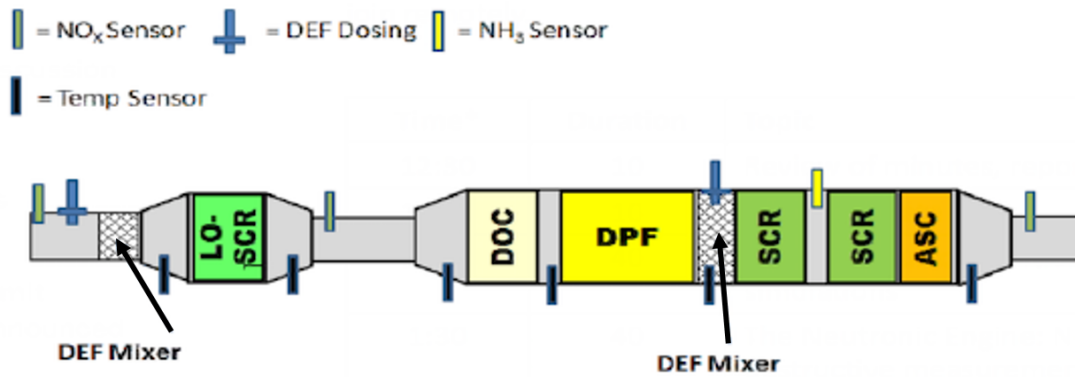 = NOX Sensor = DEF Dosing = NH3 Sensor
= Temp Sensor
LO-
SCR
DOC
DPF
SCR
SCR
ASC
DEF Mixer
DEF Mixer